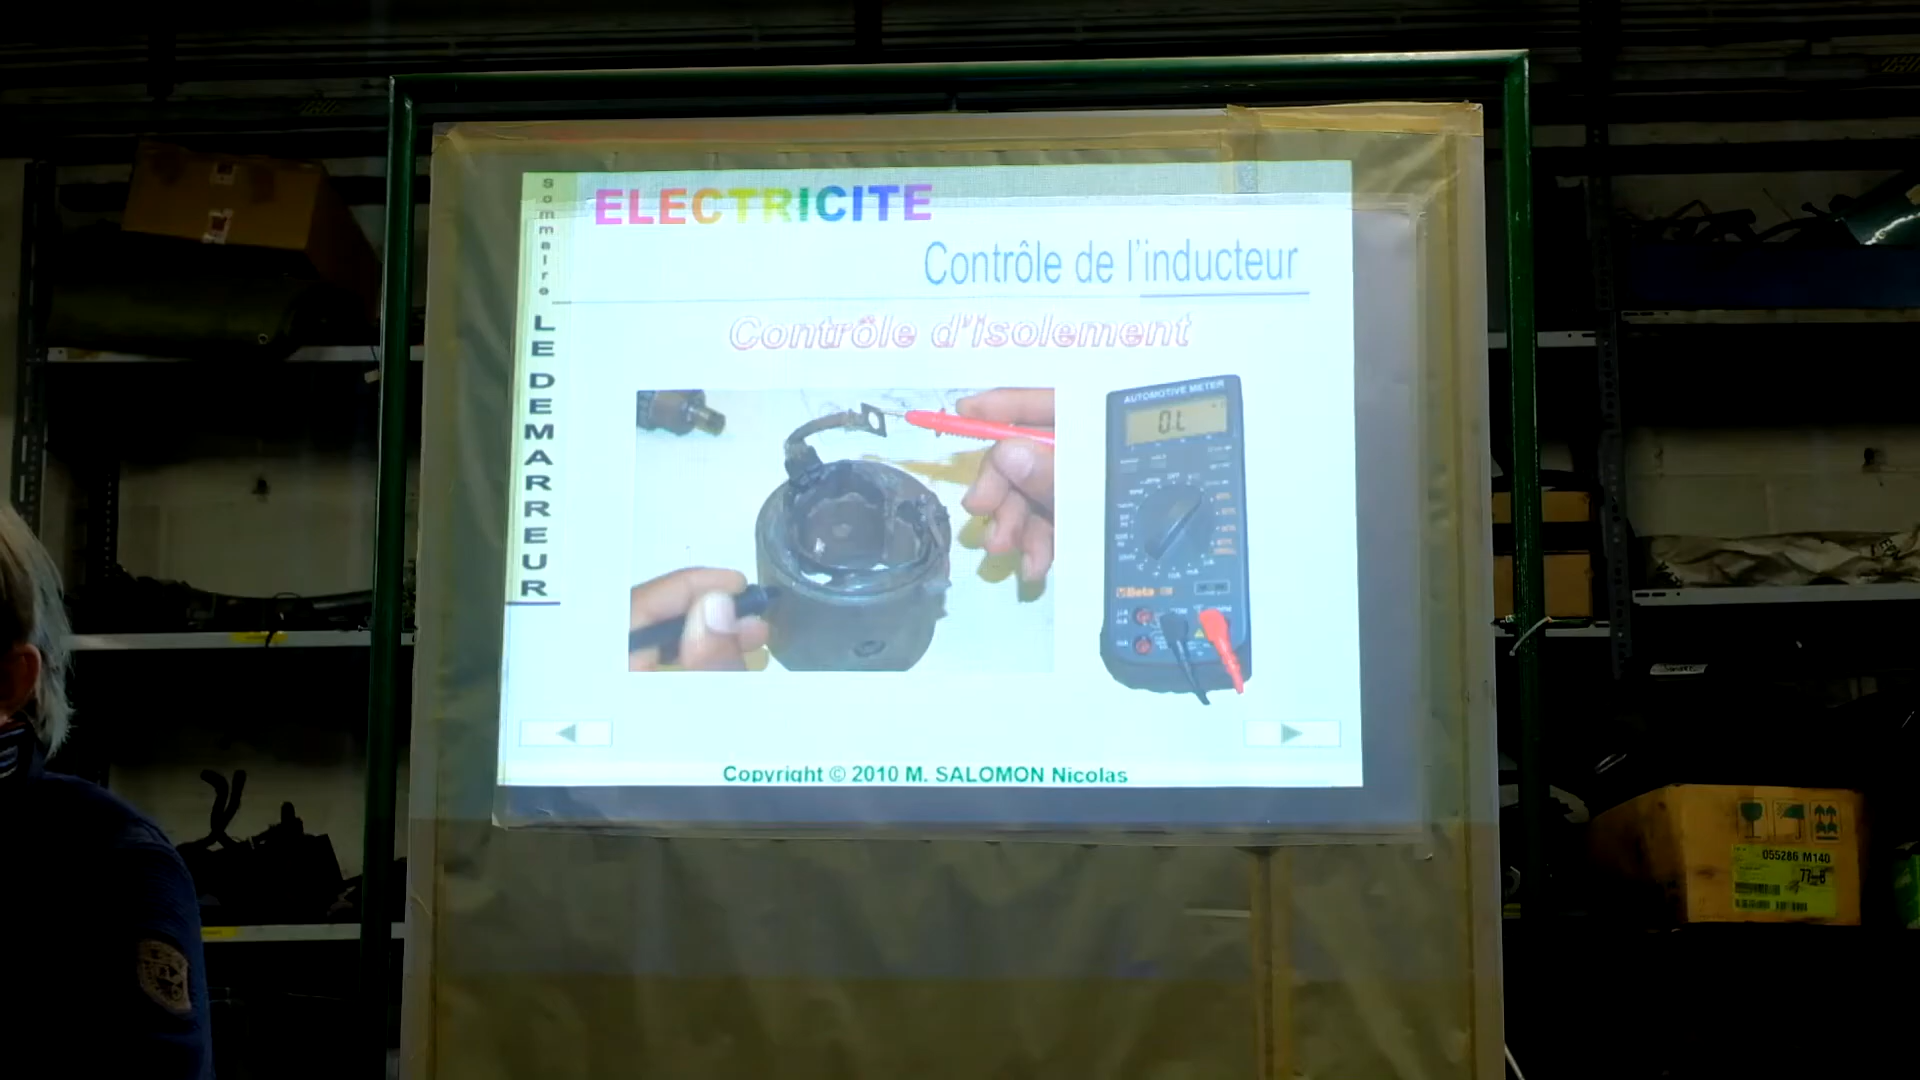 Sommaire
ELECTRICITE
Contrôle de l'inducteur
Contrôle d'isolement
LE DEMARREUR
AUTOMOTIVE METER
0.L
Beta
Copyright © 2010 M. SALOMON Nicolas
055286 M140
77-B